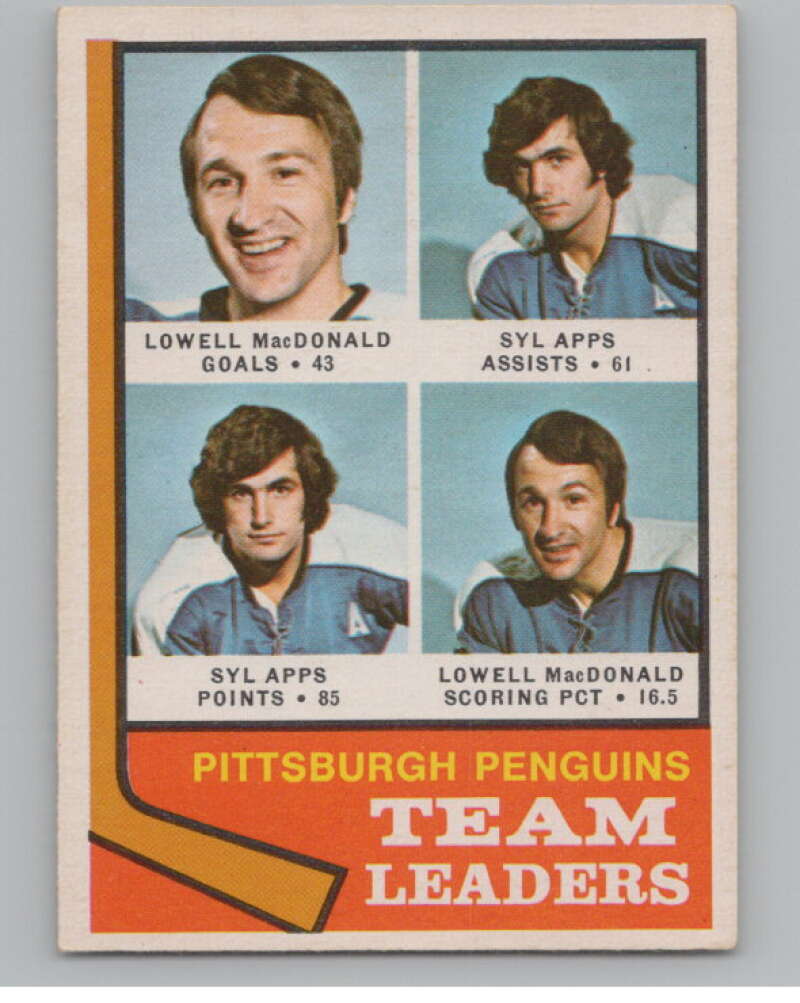 LOWELL MacDONALD
GOALS • 43
SYL APPS
ASSISTS • 61
A
SYL APPS
POINTS • 85
A
LOWELL MacDONALD
SCORING PCT • 16.5
PITTSBURGH PENGUINS
TEAM
LEADERS